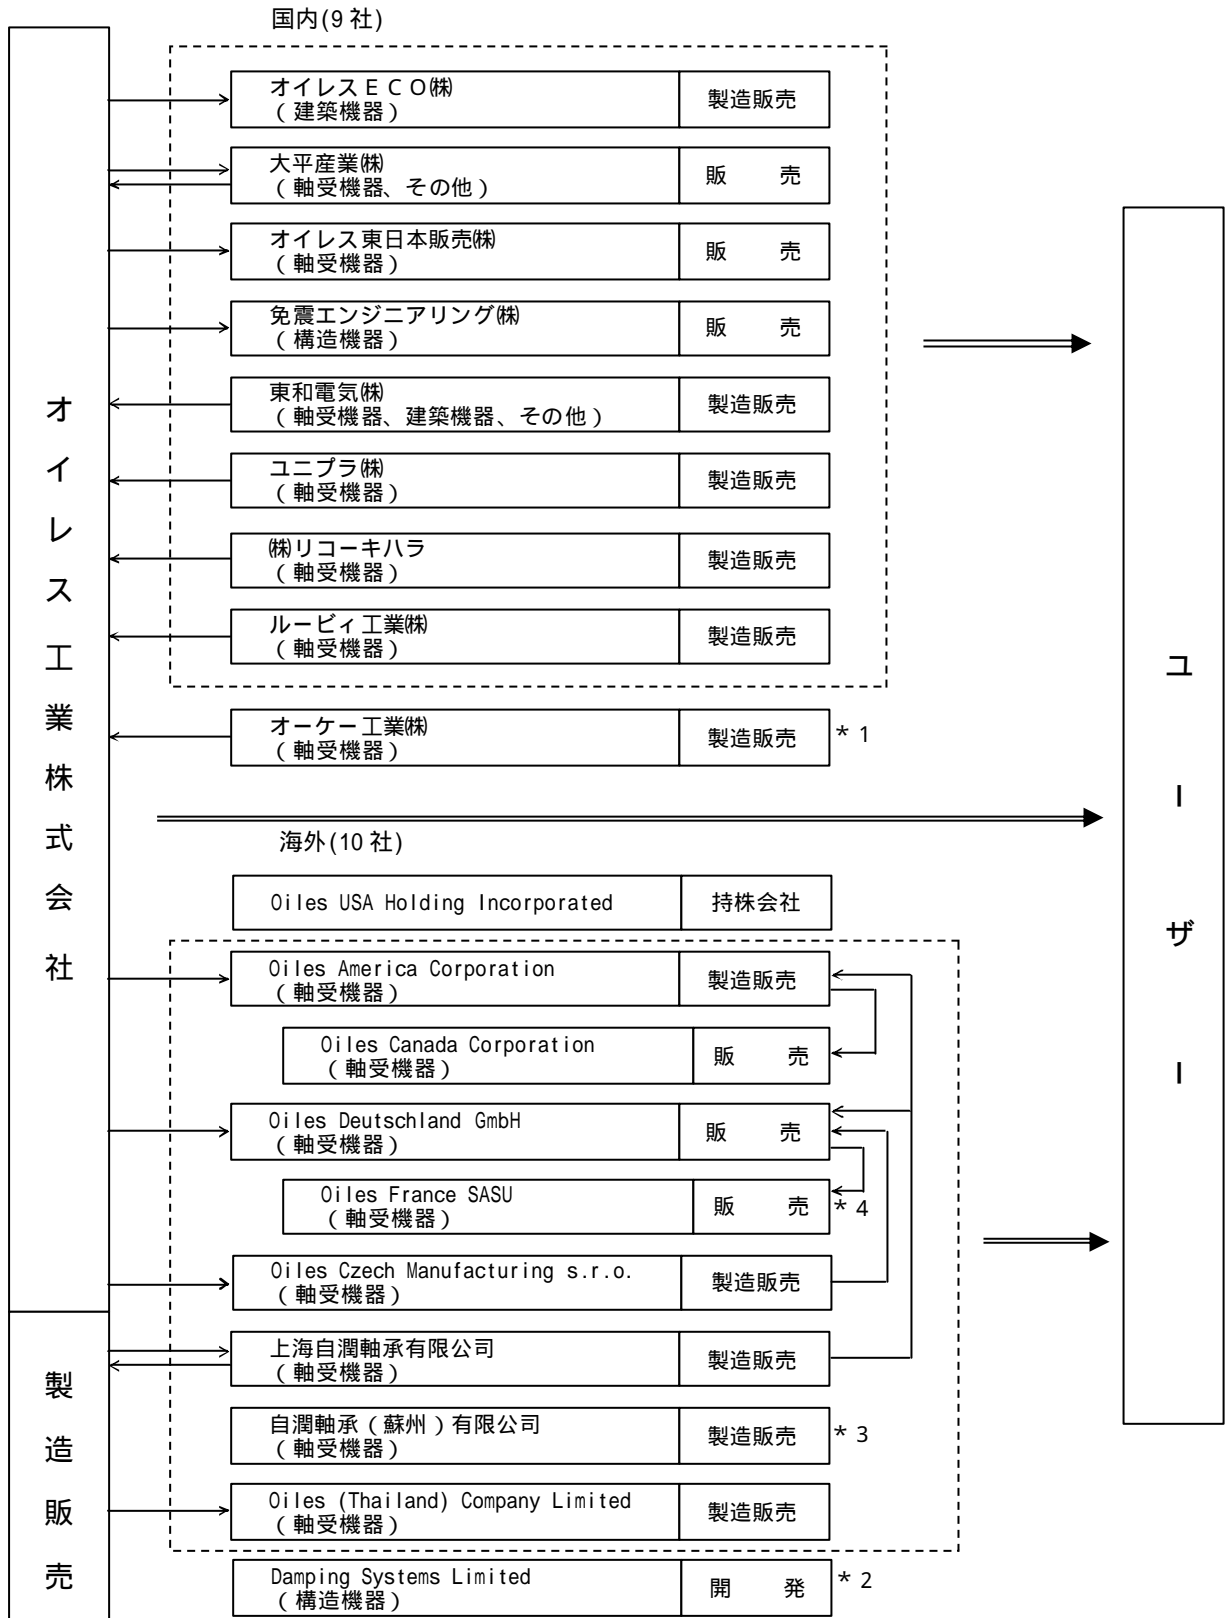 国内(9社)
オイレスECO㈱
(建築機器)
製造販売
大平産業㈱
(軸受機器、その他)
販　売
オイレス東日本販売㈱
(軸受機器)
販　売
免震エンジニアリング㈱
(構造機器)
販　売
東和電気㈱
(軸受機器、建築機器、その他)
製造販売
ユニプラ㈱
(軸受機器)
製造販売
㈱リコーキハラ
(軸受機器)
製造販売
ルービィ工業㈱
(軸受機器)
製造販売
オーケー工業㈱
(軸受機器)
製造販売
*1
海外(10社)
Oiles USA Holding Incorporated
持株会社
Oiles America Corporation
(軸受機器)
製造販売
Oiles Canada Corporation
(軸受機器)
販　売
Oiles Deutschland GmbH
(軸受機器)
販　売
Oiles France SASU
(軸受機器)
販　売
*4
Oiles Czech Manufacturing s.r.o.
(軸受機器)
製造販売
上海自潤軸承有限公司
(軸受機器)
製造販売
自潤軸承(蘇州)有限公司
(軸受機器)
製造販売
*3
Oiles (Thailand) Company Limited
(軸受機器)
製造販売
Damping Systems Limited
(構造機器)
開　発
*2
オイレス工業株式会社
製造販売
ユーザー